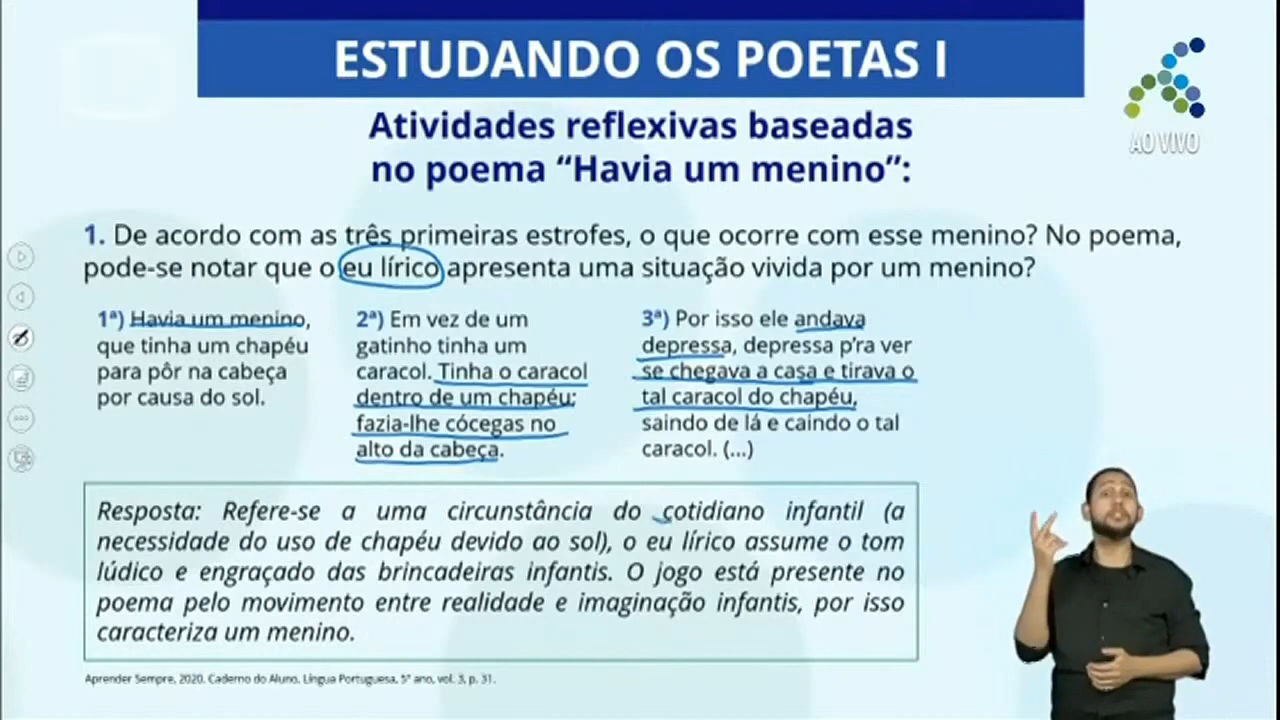 ESTUDANDO OS POETAS I
AO VIVO
Atividades reflexivas baseadas
no poema “Havia um menino”:
1. De acordo com as três primeiras estrofes, o que ocorre com esse menino? No poema,
pode-se notar que o eu lírico apresenta uma situação vivida por um menino?
1ª) Havia um menino,
que tinha um chapéu
para pôr na cabeça
por causa do sol.
2ª) Em vez de um
gatinho tinha um
caracol. Tinha o caracol
dentro de um chapéu;
fazia-lhe cócegas no
alto da cabeça.
3ª) Por isso ele andava
depressa, depressa p’ra ver
se chegava a casa e tirava o
tal caracol do chapéu,
saindo de lá e caindo o tal
caracol. (...)
Resposta: Refere-se a uma circunstância do cotidiano infantil (a
necessidade do uso de chapéu devido ao sol), o eu lírico assume o tom
lúdico e engraçado das brincadeiras infantis. O jogo está presente no
poema pelo movimento entre realidade e imaginação infantis, por isso
caracteriza um menino.
Aprender Sempre, 2020. Caderno do Aluno, Língua Portuguesa, 5º ano, vol. 3, p. 31.